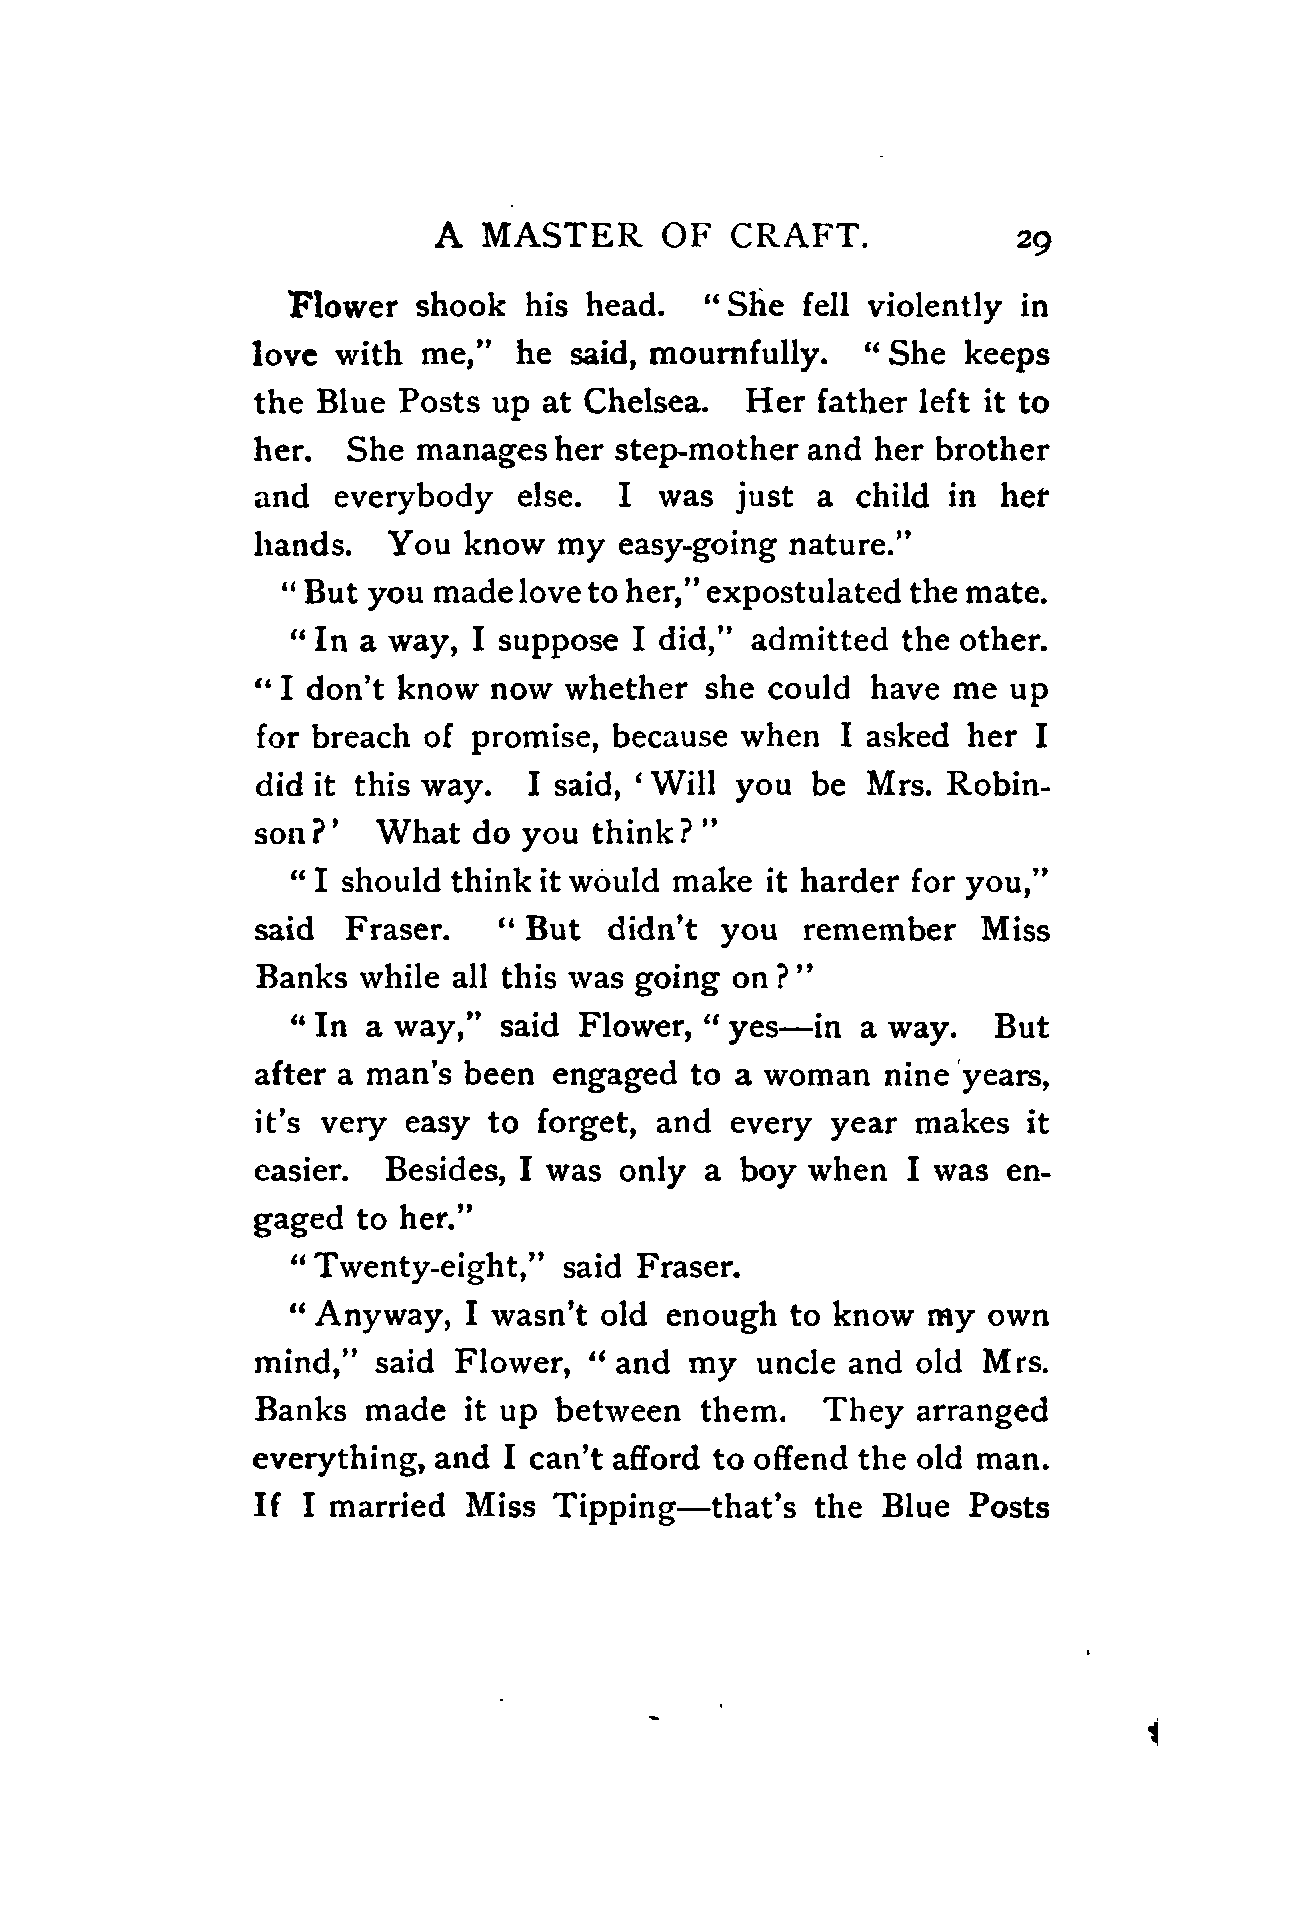 A MASTER OF CRAFT. 29
Flower shook his head. "She fell violently in
love with me," he said, mournfully. "She keeps
the Blue Posts up at Chelsea. Her father left it to
her. She manages her step-mother and her brother
and everybody else. I was just a child in her
hands. You know my easy-going nature."
"But you made love to her," expostulated the mate.
"In a way, I suppose I did," admitted the other.
"I don't know now whether she could have me up
for breach of promise, because when I asked her I
did it this way. I said, 'Will you be Mrs. Robin-
son?' What do you think?"
"I should think it would make it harder for you,"
said Fraser. "But didn't you remember Miss
Banks while all this was going on?"
"In a way," said Flower, "yes—in a way. But
after a man's been engaged to a woman nine years,
it's very easy to forget, and every year makes it
easier. Besides, I was only a boy when I was en-
gaged to her."
"Twenty-eight," said Fraser.
"Anyway, I wasn't old enough to know my own
mind," said Flower, "and my uncle and old Mrs.
Banks made it up between them. They arranged
everything, and I can't afford to offend the old man.
If I married Miss Tipping—that's the Blue Posts